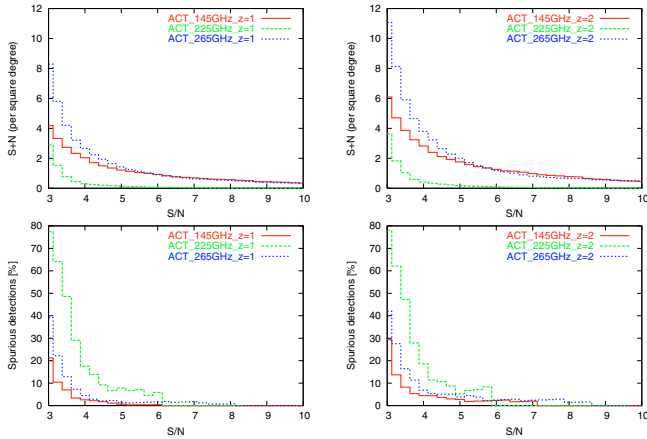 ACT_145GHz_z=1
ACT_225GHz_z=1
ACT_265GHz_z=1
S+N (per square degree)
12
10
8
6
4
2
0
3 4 5 6 7 8 9 10
S/N
ACT_145GHz_z=2
ACT_225GHz_z=2
ACT_265GHz_z=2
S+N (per square degree)
12
10
8
6
4
2
0
3 4 5 6 7 8 9 10
S/N
ACT_145GHz_z=1
ACT_225GHz_z=1
ACT_265GHz_z=1
Spurious detections [%]
80
70
60
50
40
30
20
10
0
3 4 5 6 7 8 9 10
S/N
ACT_145GHz_z=2
ACT_225GHz_z=2
ACT_265GHz_z=2
Spurious detections [%]
80
70
60
50
40
30
20
10
0
3 4 5 6 7 8 9 10
S/N